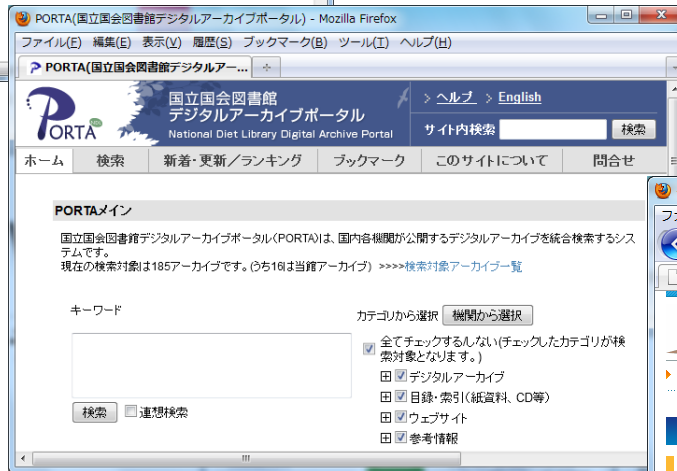 PORTA(国立国会図書館デジタルアーカイブポータル) - Mozilla Firefox
ファイル(F) 編集(E) 表示(V) 履歴(S) ブックマーク(B) ツール(T) ヘルプ(H)
PORTA(国立国会図書館デジタルアー...
PORTA
国立国会図書館
デジタルアーカイブポータル
National Diet Library Digital Archive Portal
> ヘルプ > English
サイト内検索 検索
ホーム 検索 新着・更新/ランキング ブックマーク このサイトについて 問合せ
PORTAメイン
国立国会図書館デジタルアーカイブポータル(PORTA)は、国内各機関が公開するデジタルアーカイブを統合検索するシス
テムです。
現在の検索対象は185アーカイブです。(うち16は当館アーカイブ) >>>>検索対象アーカイブ一覧
キーワード
カテゴリから選択 機関から選択
全てチェックする/しない(チェックしたカテゴリが検
索対象となります。)
デジタルアーカイブ
目録・索引(紙資料、CD等)
ウェブサイト
参考情報
検索 連想検索